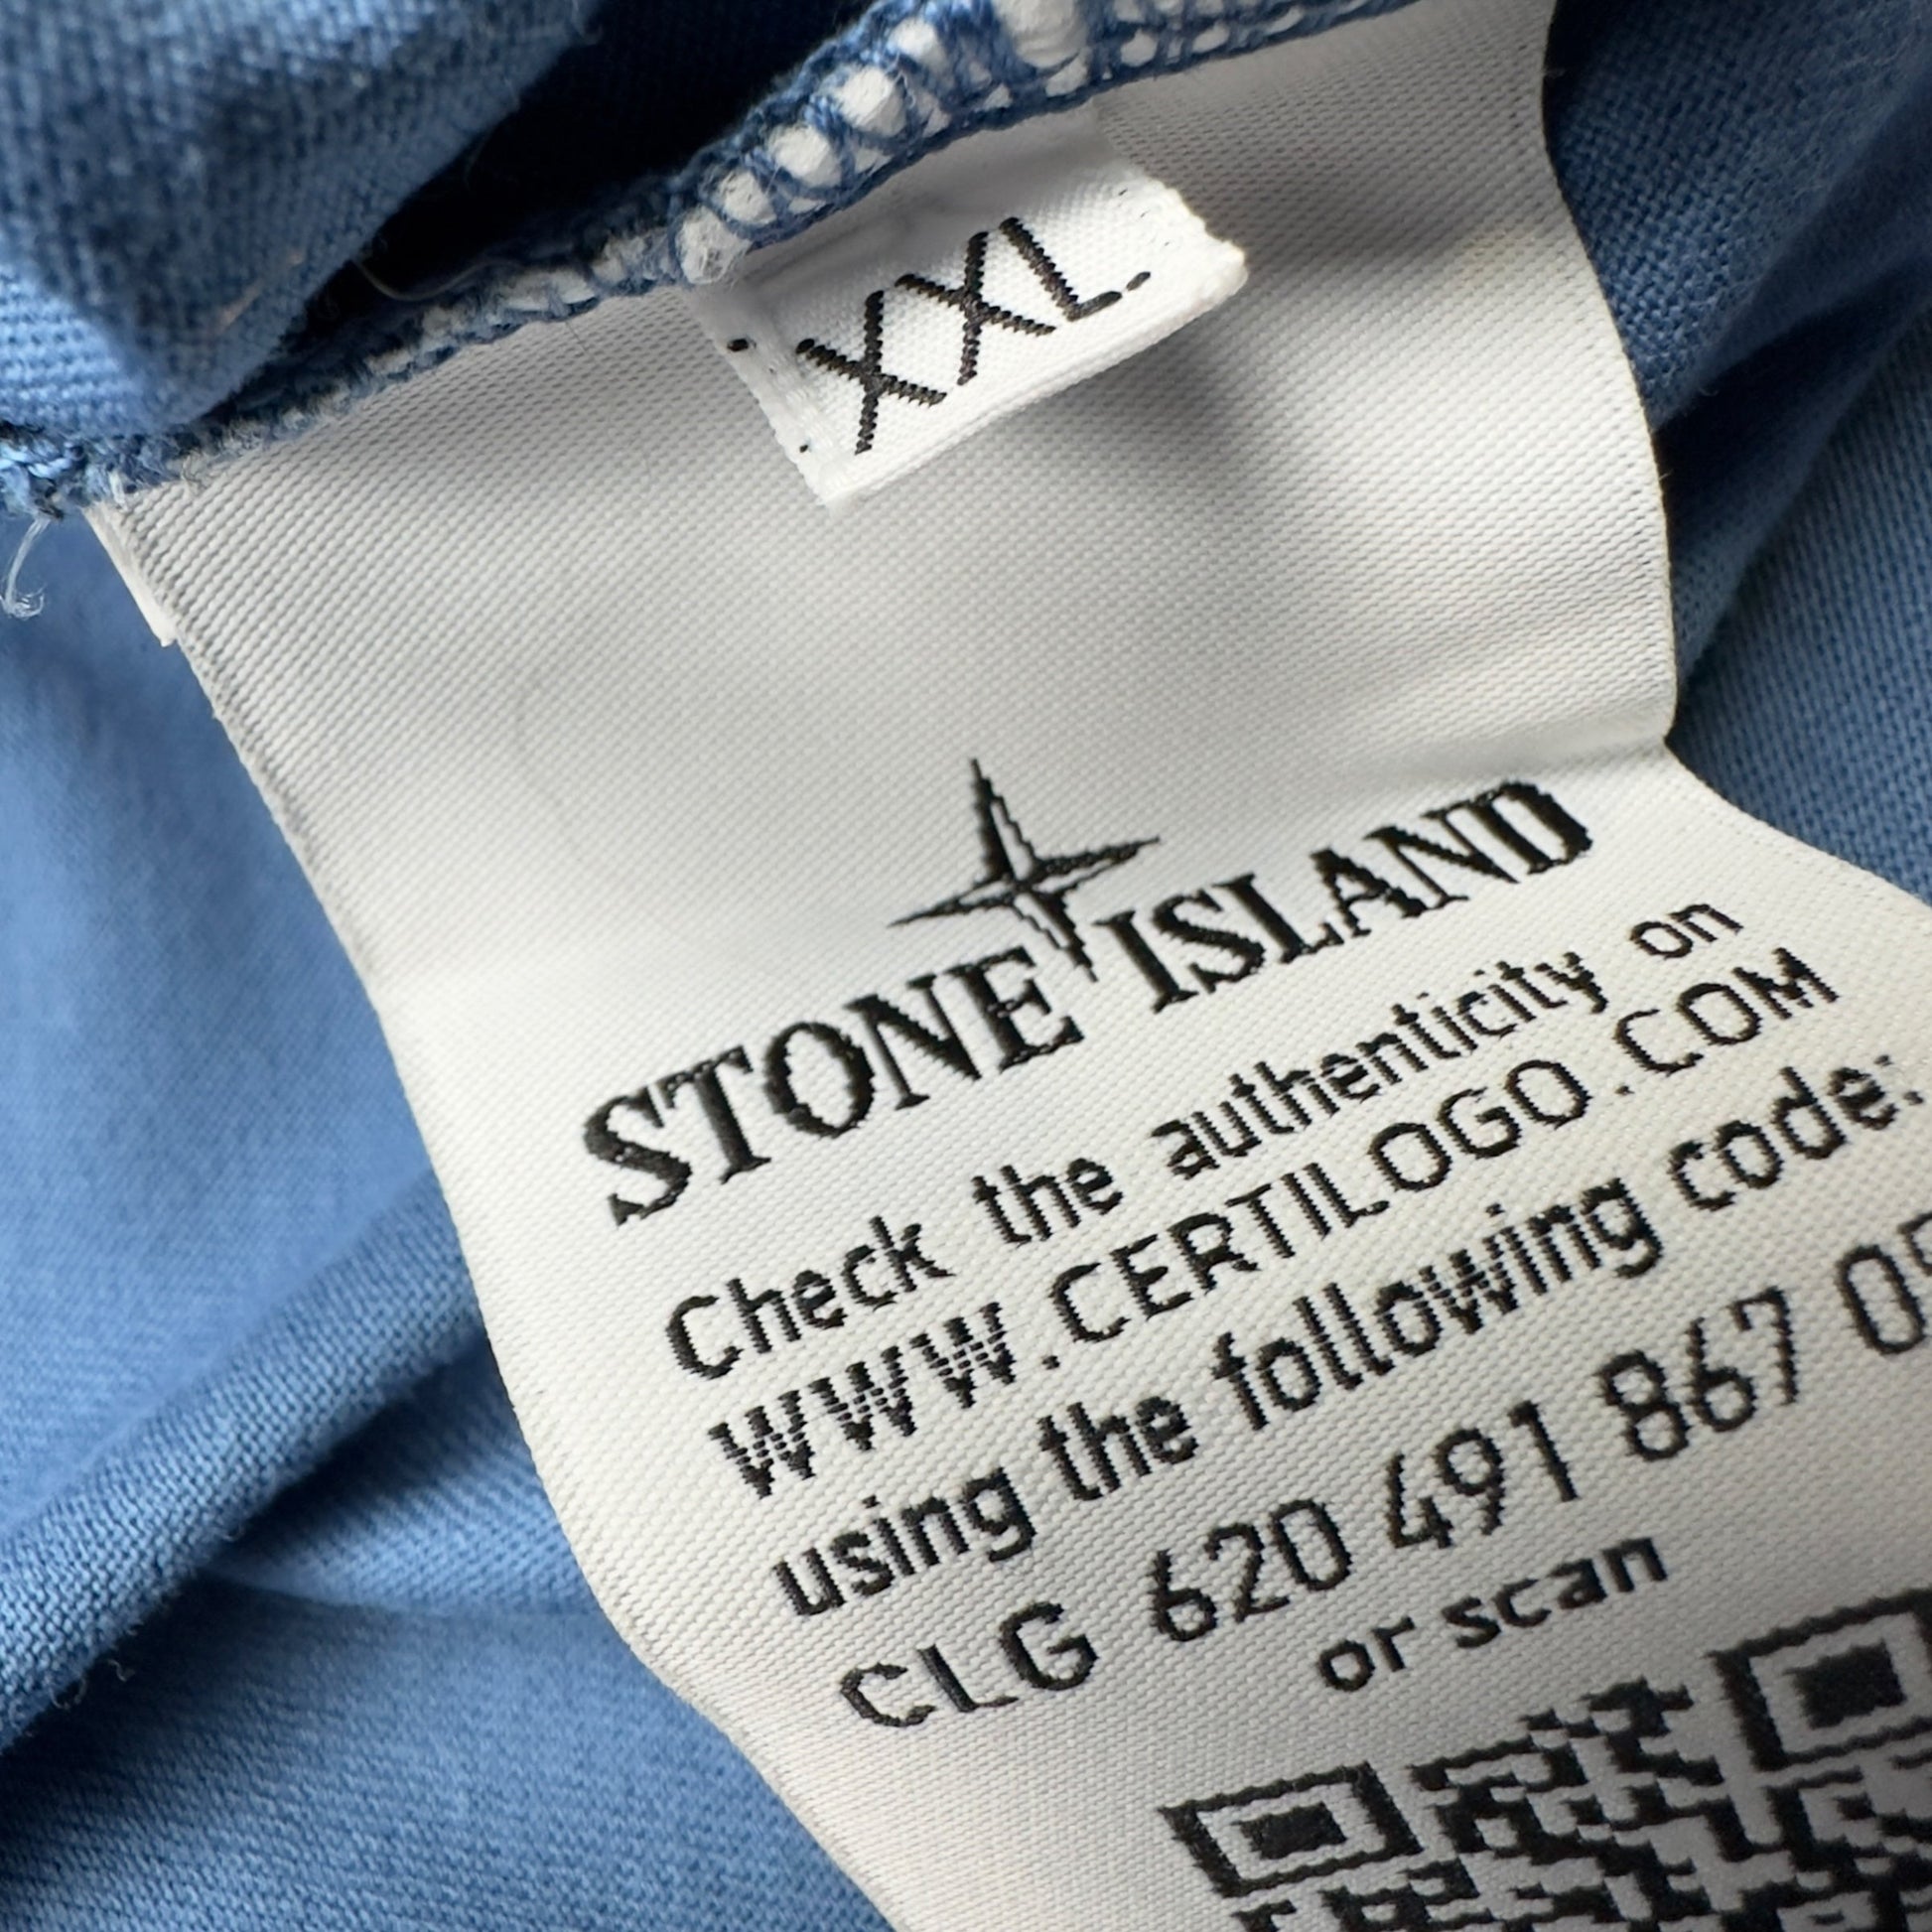 XXL
STONE ISLAND
Check the authenticity on
WWW.CERTILOGO.COM
using the following code:
CLG 620 491 867 0
or scan